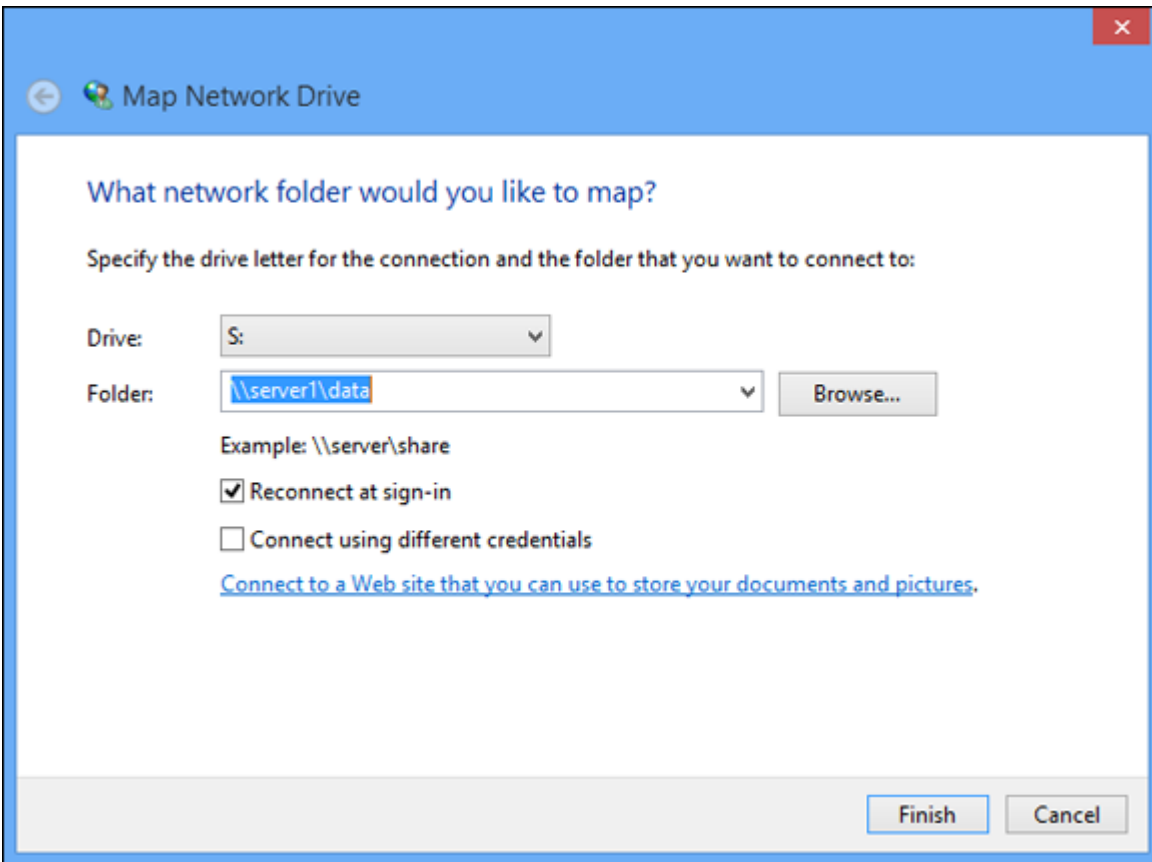 Map Network Drive
What network folder would you like to map?
Specify the drive letter for the connection and the folder that you want to connect to:
Drive: S:
Folder: \\server1\data Browse...
Example: \\server\share
Reconnect at sign-in
Connect using different credentials
Connect to a Web site that you can use to store your documents and pictures.
Finish Cancel